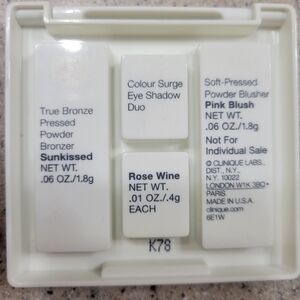 True Bronze
Pressed
Powder
Bronzer
Sunkissed
NET WT.
.06 OZ./1.8g
Colour Surge
Eye Shadow
Duo
Rose Wine
NET WT.
.01 OZ./.4g
EACH
Soft-Pressed
Powder Blusher
Pink Blush
NET WT.
.06 OZ./1.8g
Not For
Individual Sale
© CLINIQUE LABS.,
DIST., N.Y.,
N.Y. 10022
LONDON W1K 3BQ•
PARIS
MADE IN U.S.A.
clinique.com
6E1W
K78